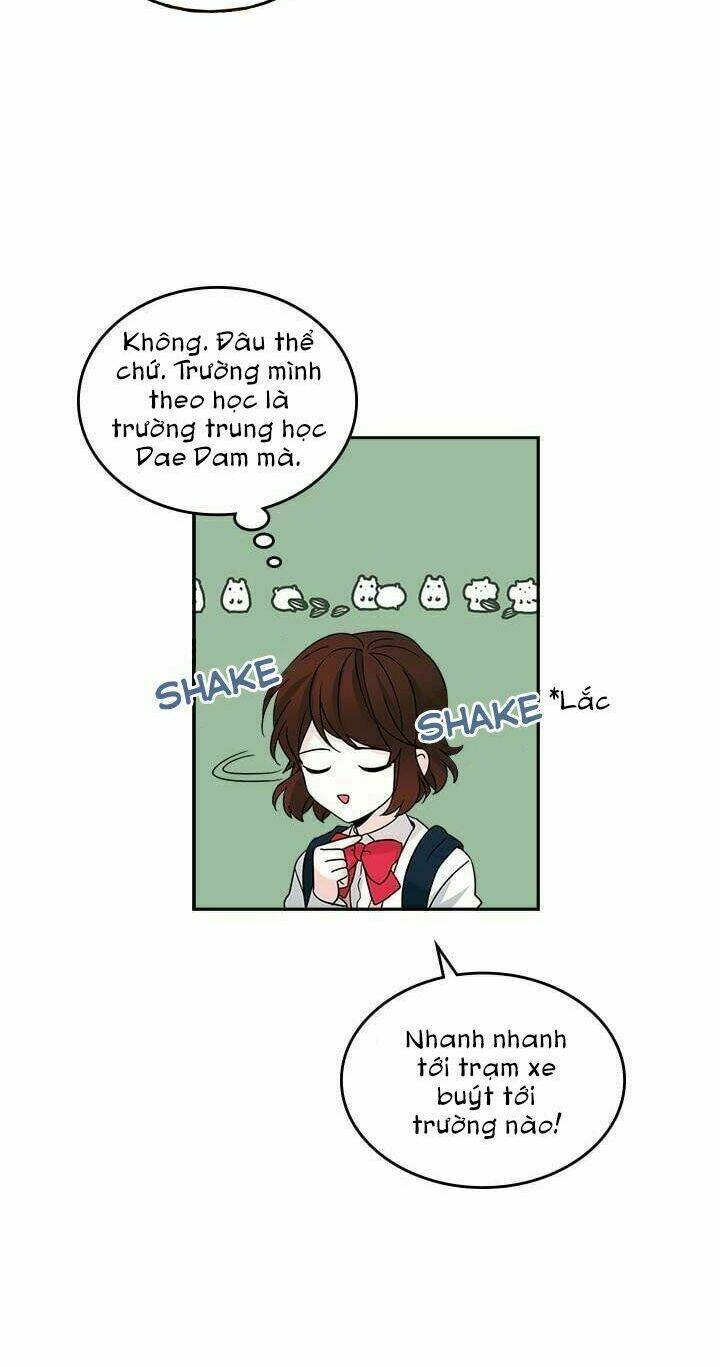 Không. Đâu thể
chứ. Trường mình
theo học là
trường trung học
Dae Dam mà.
SHAKE
SHAKE
*Lắc
Nhanh nhanh
tới trạm xe
buýt tới
trường nào!